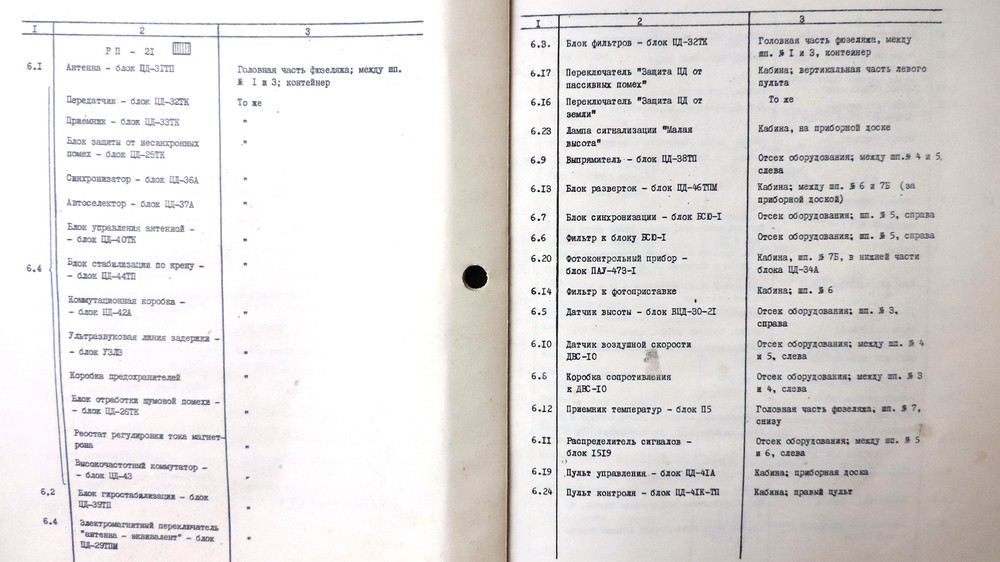 I 2 3
РП - 2I
6.I Антенна - блок ЦД-3IТП Головная часть фюзеляжа; между шп.
№ I и 3; контейнер
Передатчик - блок ЦД-32ТК То же
Приемник - блок ЦД-33ТК "
Блок защиты от несинхронных
помех - блок ЦД-25ТК "
Синхронизатор - блок ЦД-36А "
Автоселектор - блок ЦД-37А "
Блок управления антенной -
- блок ЦД-40ТК "
6.4 Блок стабилизации по крену -
- блок ЦД-44ТП "
Коммутационная коробка -
- блок ЦД-42А "
Ультразвуковая линия задержки -
- блок УЗЛЗ "
Коробка предохранителей "
Блок отработки шумовой помехи -
- блок ЦД-26ТК "
Реостат регулировки тока магнет-
рона "
Высокочастотный коммутатор -
- блок ЦД-43 "
6.2 Блок гиростабилизации - блок
ЦД-39ТП "
6.4 Электромагнитный переключатель
"антенна - эквивалент" - блок
ЦД-29ТПМ "
I 2 3
6.3. Блок фильтров - блок ЦД-32ТК Головная часть фюзеляжа, между
шп. № I и 3, контейнер
6.I7 Переключатель "Защита ЦД от Кабина; вертикальная часть левого
пассивных помех" пульта
6.I6 Переключатель "Защита ЦД от То же
земли"
6.23 Лампа сигнализации "Малая Кабина, на приборной доске
высота"
6.9 Выпрямитель - блок ЦД-38ТП Отсек оборудования; между шп.№ 4 и 5,
слева
6.I3 Блок разверток - блок ЦД-46ТПМ Кабина; между шп. № 6 и 7Б (за
приборной доской)
6.7 Блок синхронизации - блок БСЮ-I Отсек оборудования; шп. № 5, справа
6.6 Фильтр к блоку БСЮ-I Отсек оборудования; шп. № 5, справа
6.20 Фотоконтрольный прибор - Кабина, шп. № 7Б, в нижней части
блок ПАУ-473-I блока ЦД-34А
6.I4 Фильтр к фотоприставке Кабина; шп. № 6
6.5 Датчик высоты - блок ВЦД-30-2I Отсек оборудования; шп. № 3,
справа
6.I0 Датчик воздушной скорости Отсек оборудования; между шп. № 4
ДВС-I0 и 5, слева
6.6 Коробка сопротивления Отсек оборудования; между шп. № 3
к ДВС-I0 и 4, слева
6.I2 Приемник температур - блок П5 Головная часть фюзеляжа, шп. № 7,
снизу
6.II Распределитель сигналов - Отсек оборудования; между шп. № 5
блок I5I9 и 6, слева
6.I9 Пульт управления - блок ЦД-4IА Кабина; приборная доска
6.24 Пульт контроля - блок ЦД-4IК-ТП Кабина; правый пульт